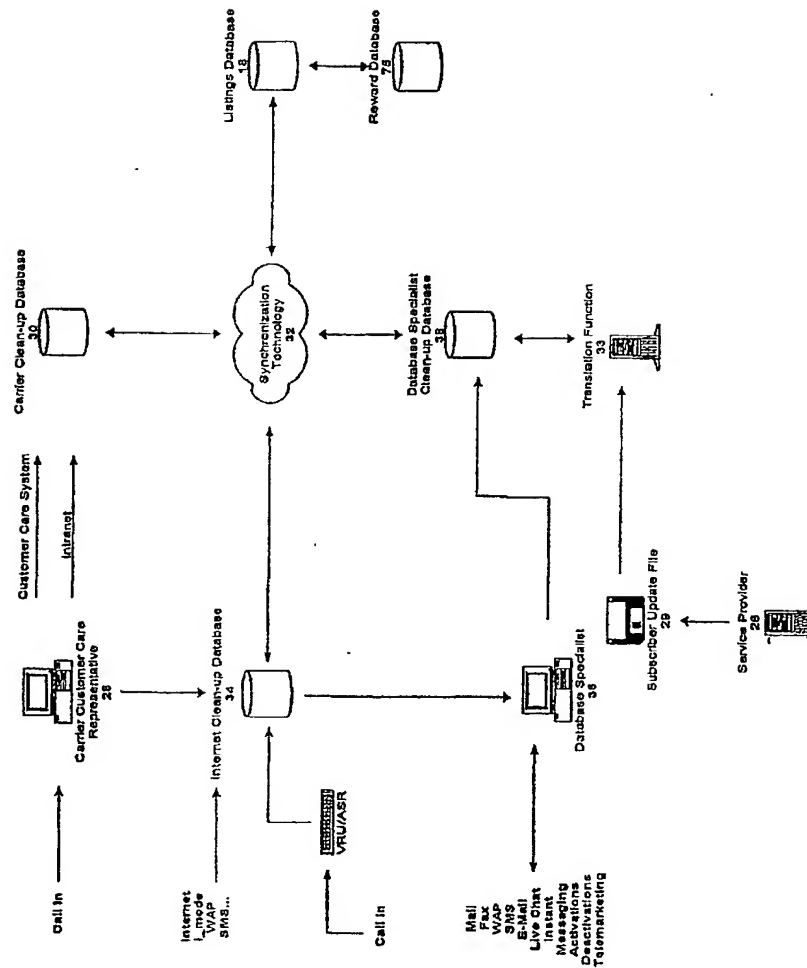 Call In
Carrier Customer Care
Representative
Customer Care System
Intranet
Carrier Clean-up Database
30
Internet
i_mode
WAP
SMS...
Internet Clean-up Database
34
Synchronization
Technology
32
Listings Database
18
Reward Database
VRU/ASR
Call In
Database Specialist
Clean-up Database
38
Mail
Fax
WAP
SMS
E-Mail
Live Chat
Instant
Messaging
Activations
Deactivations
Telemarketing
Database Specialist
Translation Function
33
Subscriber Update File
29
Service Provider
28